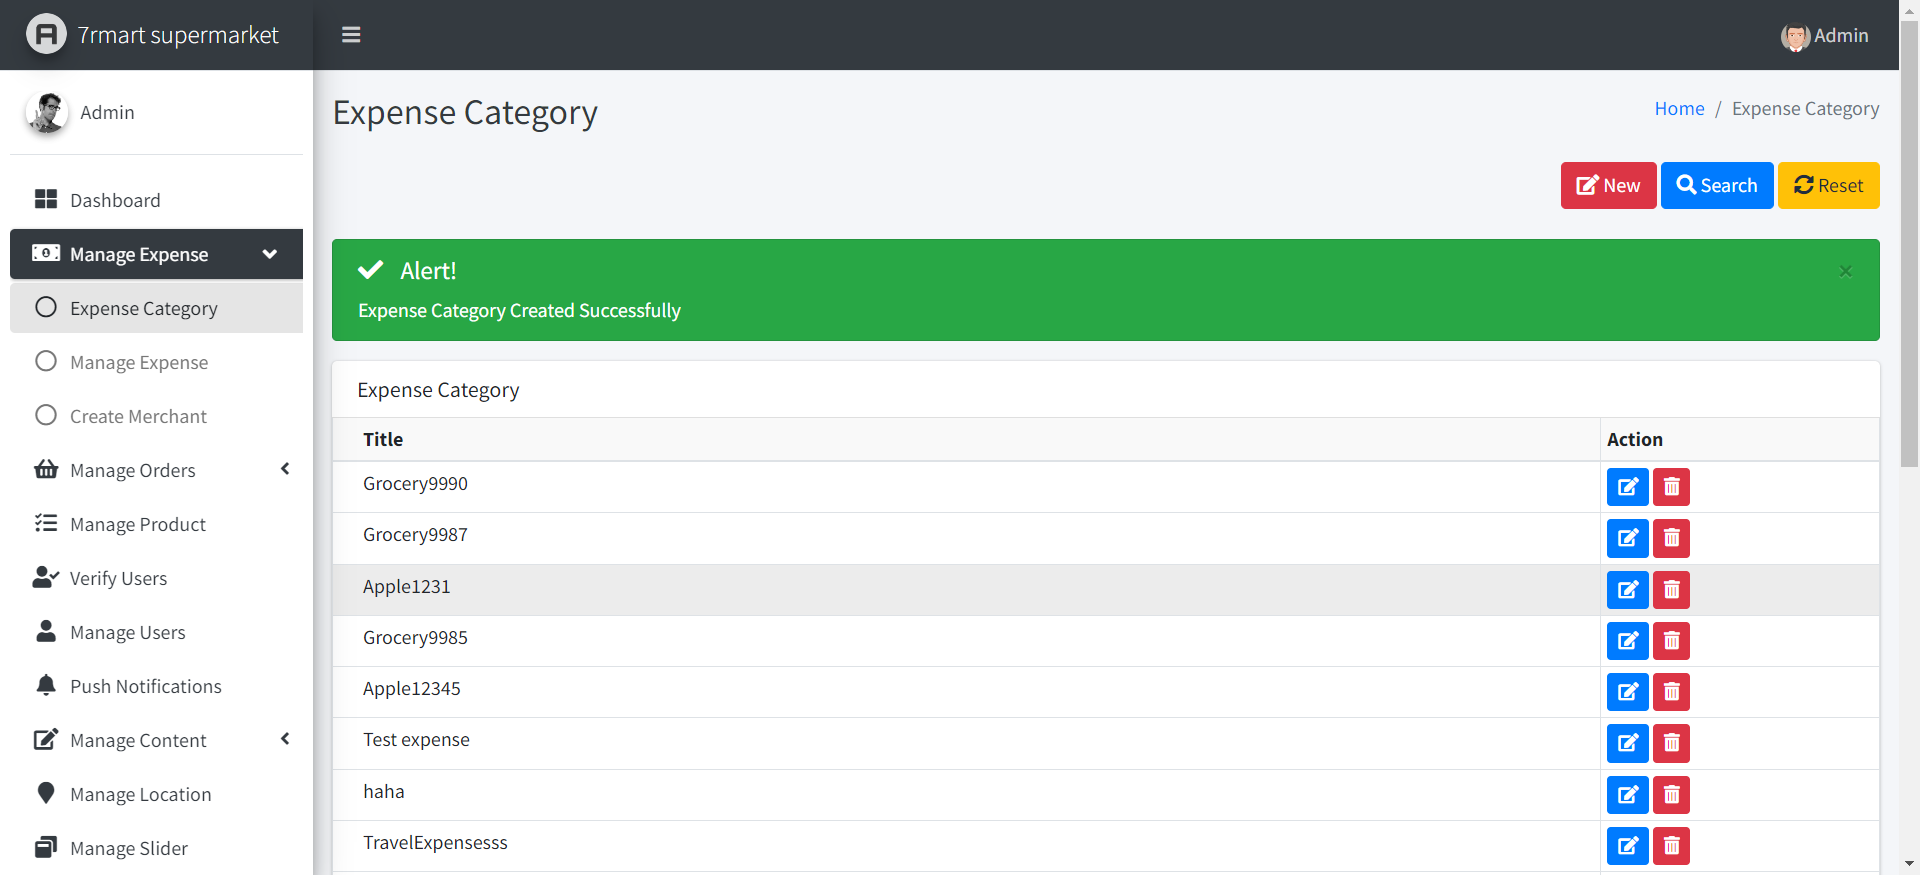 7rmart supermarket
Admin
Admin
Dashboard
Manage Expense
Expense Category
Manage Expense
Create Merchant
Manage Orders
Manage Product
Verify Users
Manage Users
Push Notifications
Manage Content
Manage Location
Manage Slider
Expense Category
Home / Expense Category
New
Search
Reset
Alert!
×
Expense Category Created Successfully
Expense Category
Title Action
Grocery9990
Grocery9987
Apple1231
Grocery9985
Apple12345
Test expense
haha
TravelExpensesss